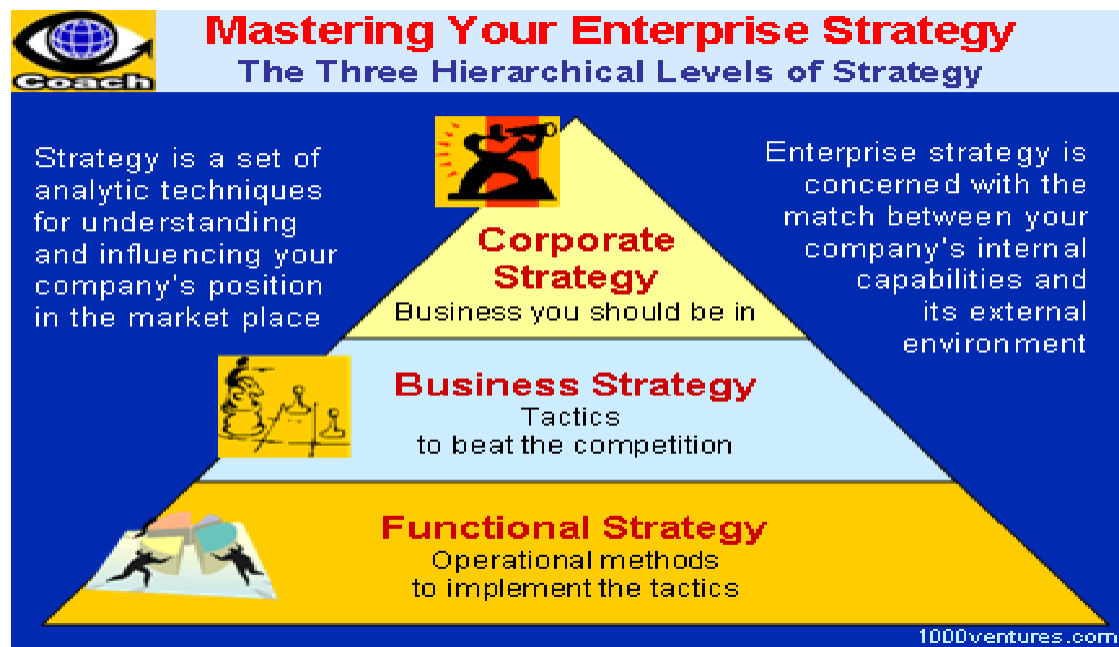 Coach
Mastering Your Enterprise Strategy
The Three Hierarchical Levels of Strategy
Strategy is a set of
analytic techniques
for understanding
and influencing your
company's position
in the market place
Enterprise strategy is
concerned with the
match between your
company's internal
capabilities and
its external
environment
Corporate
Strategy
Business you should be in
Business Strategy
Tactics
to beat the competition
Functional Strategy
Operational methods
to implement the tactics
1000ventures.com